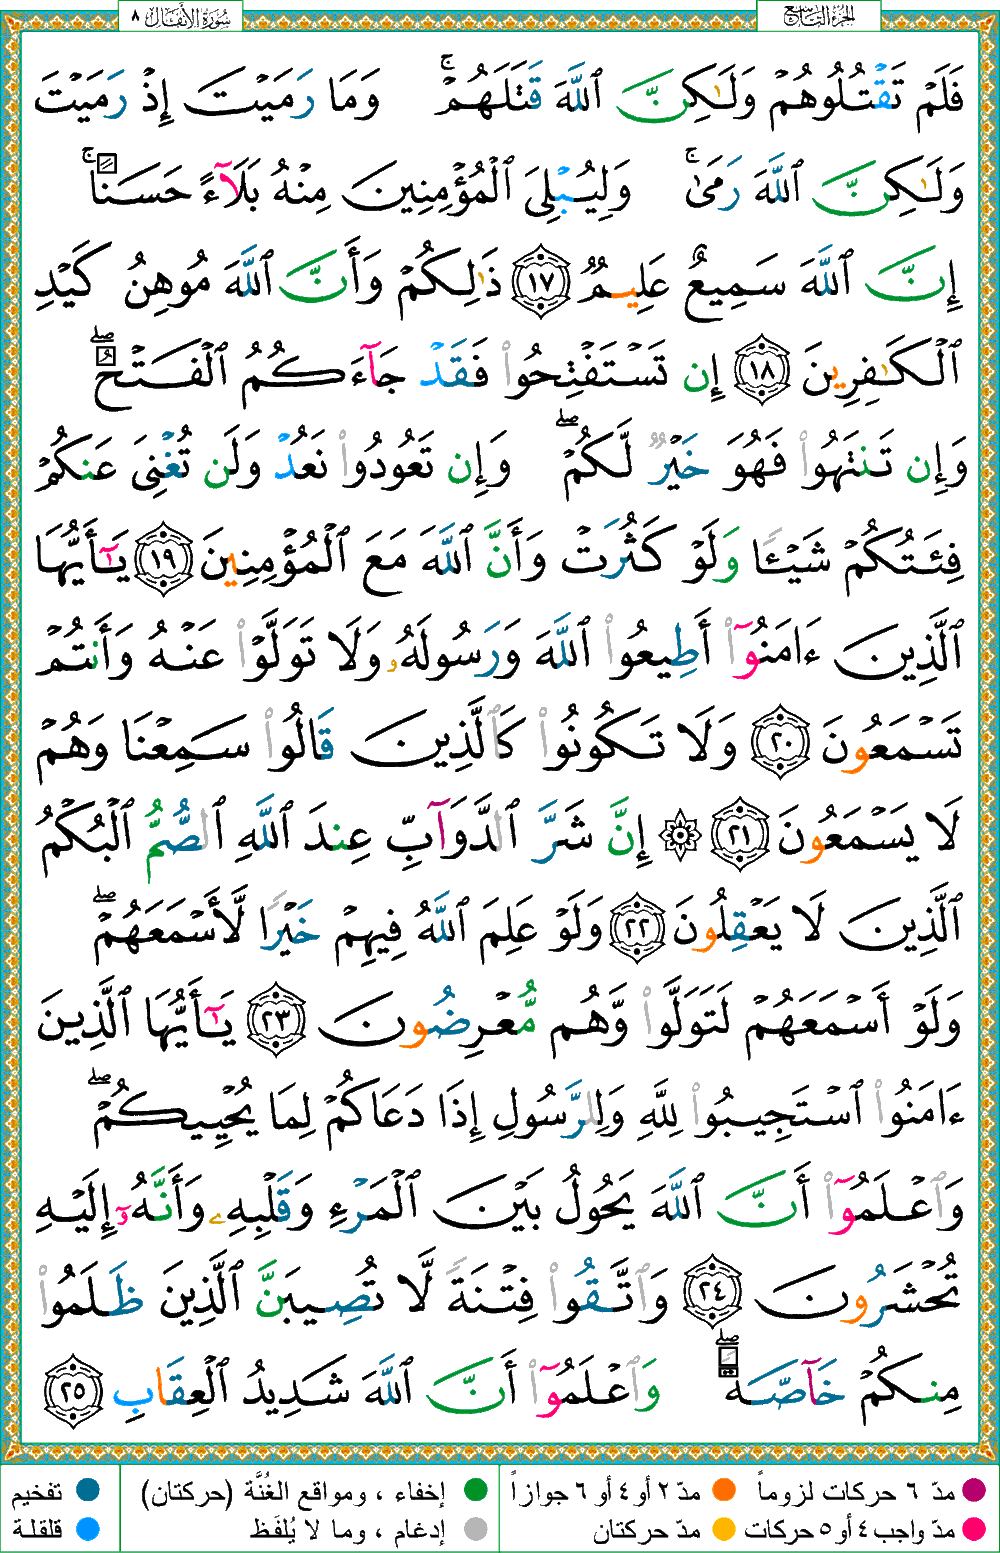 الجزء التاسع
سُورَةُ الأَنفَال ٨
فَلَمْ تَقْتُلُوهُمْ وَلَٰكِنَّ ٱللَّهَ قَتَلَهُمْ ۚ وَمَا رَمَيْتَ إِذْ رَمَيْتَ
وَلَٰكِنَّ ٱللَّهَ رَمَىٰ ۚ وَلِيُبْلِىَ ٱلْمُؤْمِنِينَ مِنْهُ بَلَآءً حَسَنًا ۚ
إِنَّ ٱللَّهَ سَمِيعٌ عَلِيمٌ ١٧ ذَٰلِكُمْ وَأَنَّ ٱللَّهَ مُوهِنُ كَيْدِ
ٱلْكَٰفِرِينَ ١٨ إِن تَسْتَفْتِحُوا۟ فَقَدْ جَآءَكُمُ ٱلْفَتْحُ ۖ
وَإِن تَنتَهُوا۟ فَهُوَ خَيْرٌ لَّكُمْ ۖ وَإِن تَعُودُوا۟ نَعُدْ وَلَن تُغْنِىَ عَنكُمْ
فِئَتُكُمْ شَيْـًٔا وَلَوْ كَثُرَتْ وَأَنَّ ٱللَّهَ مَعَ ٱلْمُؤْمِنِينَ ١٩ يَٰٓأَيُّهَا
ٱلَّذِينَ ءَامَنُوٓا۟ أَطِيعُوا۟ ٱللَّهَ وَرَسُولَهُۥ وَلَا تَوَلَّوْا۟ عَنْهُ وَأَنتُمْ
تَسْمَعُونَ ٢٠ وَلَا تَكُونُوا۟ كَٱلَّذِينَ قَالُوا۟ سَمِعْنَا وَهُمْ
لَا يَسْمَعُونَ ٢١ ۞ إِنَّ شَرَّ ٱلدَّوَآبِّ عِندَ ٱللَّهِ ٱلصُّمُّ ٱلْبُكْمُ
ٱلَّذِينَ لَا يَعْقِلُونَ ٢٢ وَلَوْ عَلِمَ ٱللَّهُ فِيهِمْ خَيْرًا لَّأَسْمَعَهُمْ ۖ
وَلَوْ أَسْمَعَهُمْ لَتَوَلَّوا۟ وَّهُم مُّعْرِضُونَ ٢٣ يَٰٓأَيُّهَا ٱلَّذِينَ
ءَامَنُوا۟ ٱسْتَجِيبُوا۟ لِلَّهِ وَلِلرَّسُولِ إِذَا دَعَاكُمْ لِمَا يُحْيِيكُمْ ۖ
وَٱعْلَمُوٓا۟ أَنَّ ٱللَّهَ يَحُولُ بَيْنَ ٱلْمَرْءِ وَقَلْبِهِۦ وَأَنَّهُۥٓ إِلَيْهِ
تُحْشَرُونَ ٢٤ وَٱتَّقُوا۟ فِتْنَةً لَّا تُصِيبَنَّ ٱلَّذِينَ ظَلَمُوا۟
مِنكُمْ خَآصَّةً ۖ وَٱعْلَمُوٓا۟ أَنَّ ٱللَّهَ شَدِيدُ ٱلْعِقَابِ ٢٥
مدّ ٦ حركات لزوماً
مدّ ٢ أو ٤ أو ٦ جوازاً
إخفاء ، ومواقع الغُنَّة (حركتان)
تفخيم
مدّ واجب ٤ أو ٥ حركات
مدّ حركتان
إدغام ، وما لا يُلفَظ
قلقلة